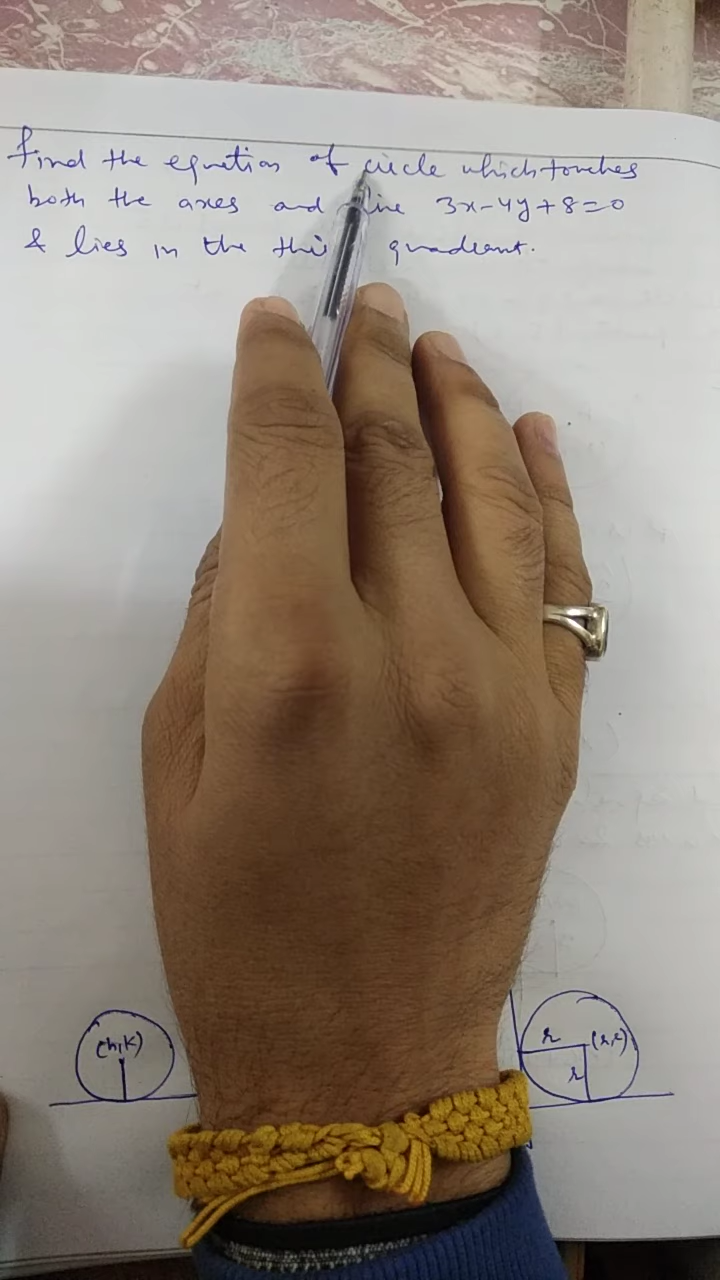 find the equation of circle which touches
both the axes and line 3x-4y+8=0
& lies in the thi quadrant.
(h,k)
r (r,r)
r